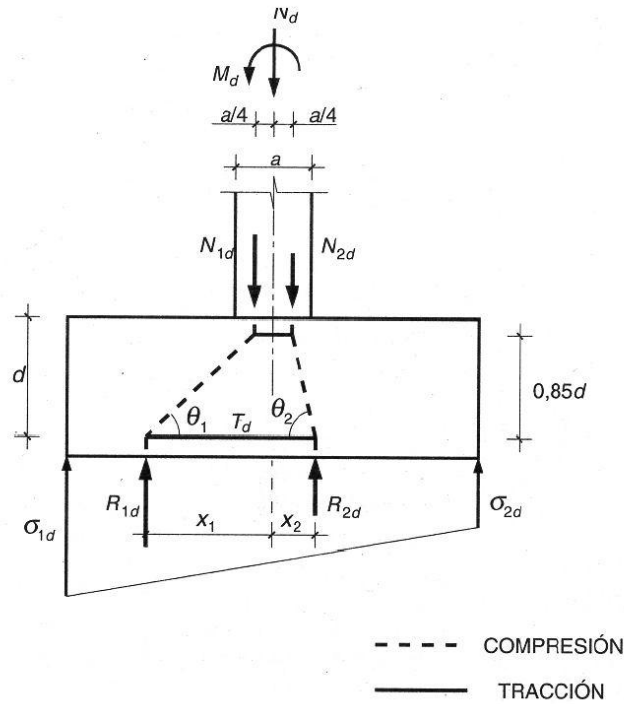 N_d
M_d
a/4 a/4
a
N_1d N_2d
d
0,85d
θ_1 T_d θ_2
R_1d R_2d
σ_1d x_1 x_2 σ_2d
COMPRESIÓN
TRACCIÓN